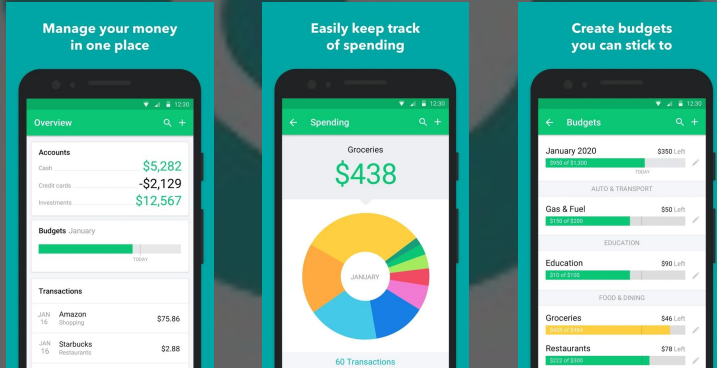 Manage your money
in one place
12:30
Overview
Accounts
Cash $5,282
Credit cards -$2,129
Investments $12,567
Budgets January
TODAY
Transactions
JAN 16 Amazon $75.86
Shopping
JAN 16 Starbucks $2.88
Restaurants
Easily keep track
of spending
12:30
Spending
Groceries
$438
JANUARY
60 Transactions
Create budgets
you can stick to
12:30
Budgets
January 2020 $350 Left
$950 of $1,300
TODAY
AUTO & TRANSPORT
Gas & Fuel $50 Left
$150 of $200
EDUCATION
Education $90 Left
$10 of $100
FOOD & DINING
Groceries $46 Left
Restaurants $78 Left
$222 of $300